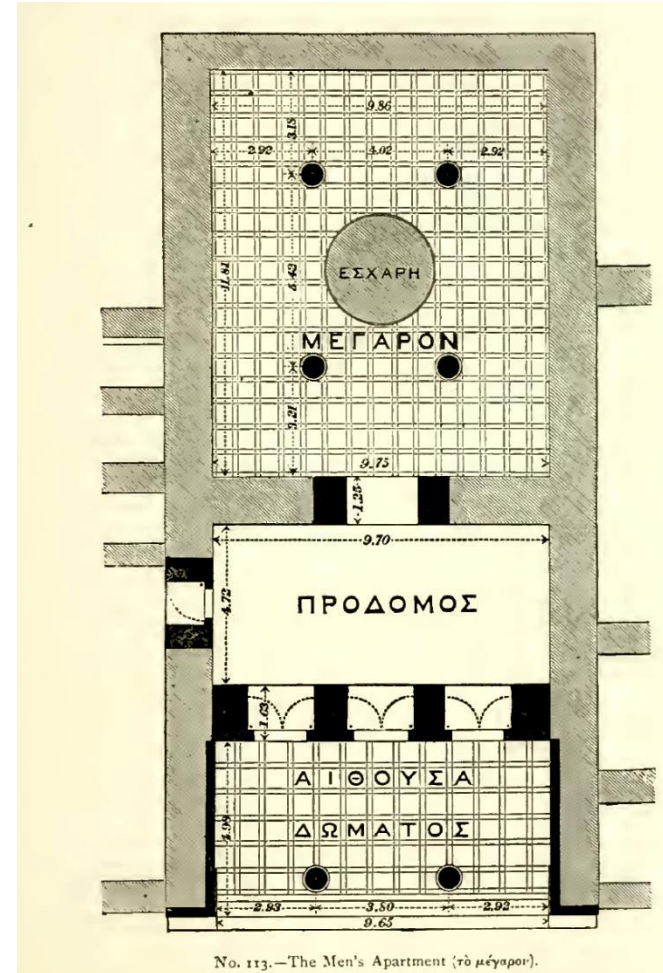 9.86
3.18
2.92 4.02 2.92
ΕΣΧΑΡΗ
11.81
5.42
ΜΕΓΑΡΟΝ
3.21
9.75
1.25
9.70
ΠΡΟΔΟΜΟΣ
4.72
1.63
ΑΙΘΟΥΣΑ
ΔΩΜΑΤΟΣ
4.98
2.93 3.80 2.92
9.65
No. 113.—The Men's Apartment (τὸ μέγαρον).